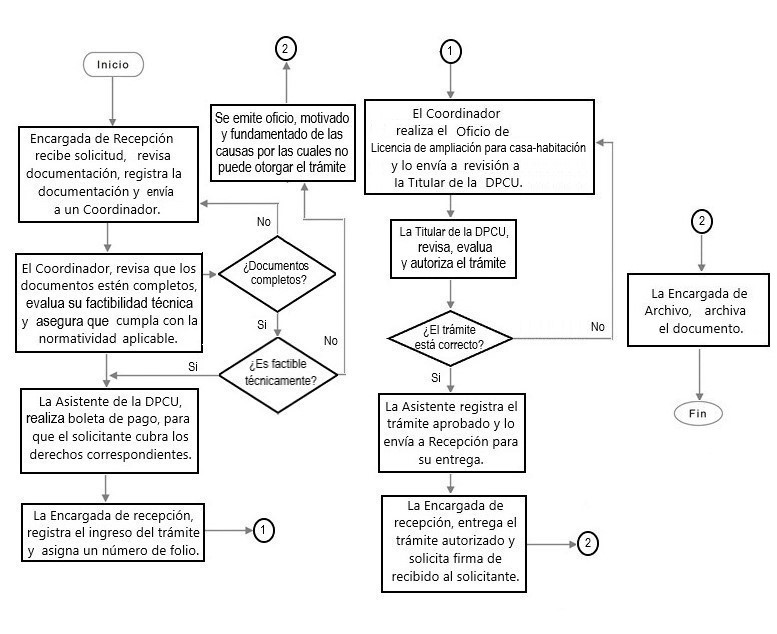 Inicio
Encargada de Recepción
recibe solicitud, revisa
documentación, registra la
documentación y envía
a un Coordinador.
El Coordinador, revisa que los
documentos estén completos,
evalua su factibilidad técnica
y asegura que cumpla con la
normatividad aplicable.
¿Documentos
completos?
No
Si
¿Es factible
técnicamente?
No
Si
2
Se emite oficio, motivado
y fundamentado de las
causas por las cuales no
puede otorgar el trámite
La Asistente de la DPCU,
realiza boleta de pago, para
que el solicitante cubra los
derechos correspondientes.
La Encargada de recepción,
registra el ingreso del trámite
y asigna un número de folio.
1
1
El Coordinador
realiza el Oficio de
Licencia de ampliación para casa-habitación
y lo envía a revisión a
la Titular de la DPCU.
La Titular de la DPCU,
revisa, evalua
y autoriza el trámite
¿El trámite
está correcto?
No
Si
La Asistente registra el
trámite aprobado y lo
envía a Recepción para
su entrega.
La Encargada de
recepción, entrega el
trámite autorizado y
solicita firma de
recibido al solicitante.
2
2
La Encargada de
Archivo, archiva
el documento.
Fin